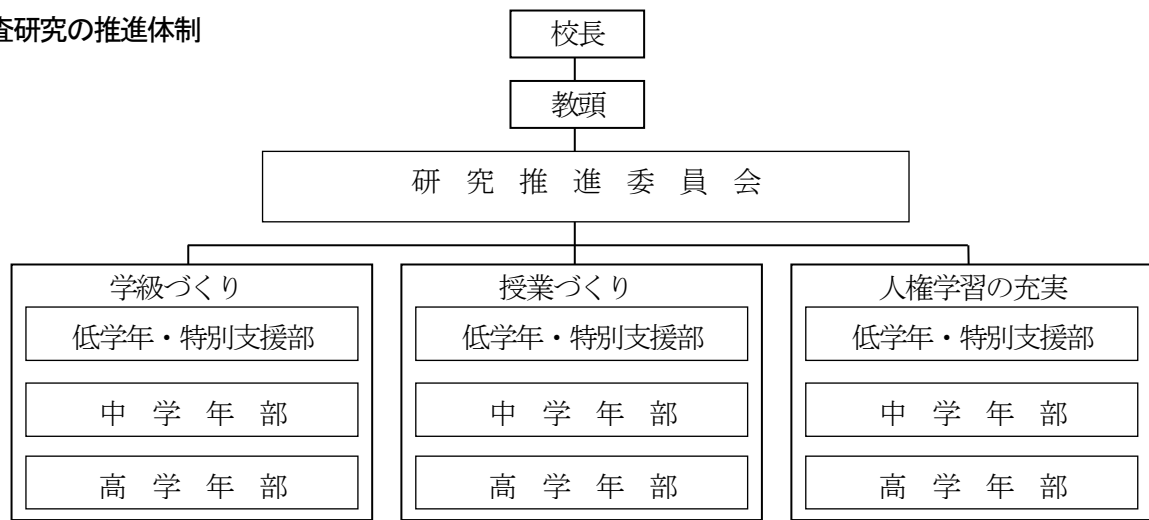 査研究の推進体制
校長
教頭
研究推進委員会
学級づくり
低学年・特別支援部
中学年部
高学年部
授業づくり
低学年・特別支援部
中学年部
高学年部
人権学習の充実
低学年・特別支援部
中学年部
高学年部